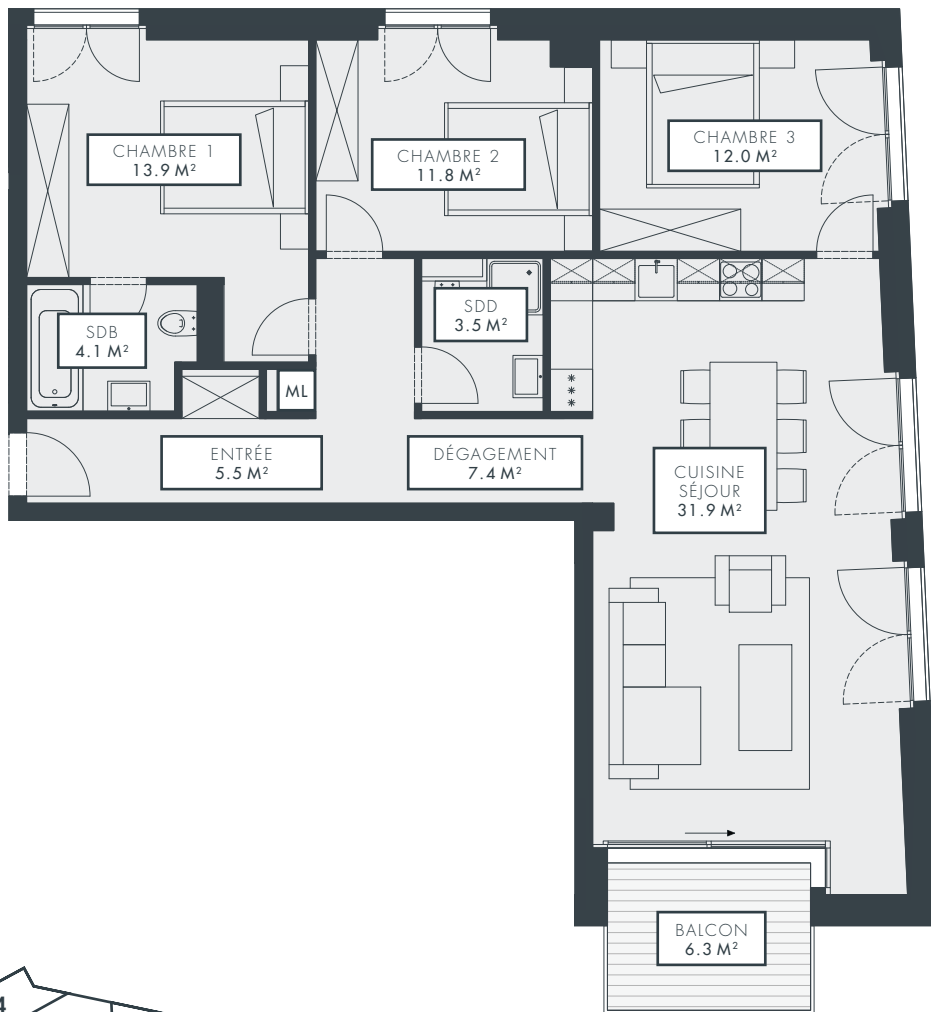 CHAMBRE 1
13.9 M²
CHAMBRE 2
11.8 M²
CHAMBRE 3
12.0 M²
SDB
4.1 M²
SDD
3.5 M²
ML
ENTRÉE
5.5 M²
DÉGAGEMENT
7.4 M²
CUISINE
SÉJOUR
31.9 M²
BALCON
6.3 M²
4